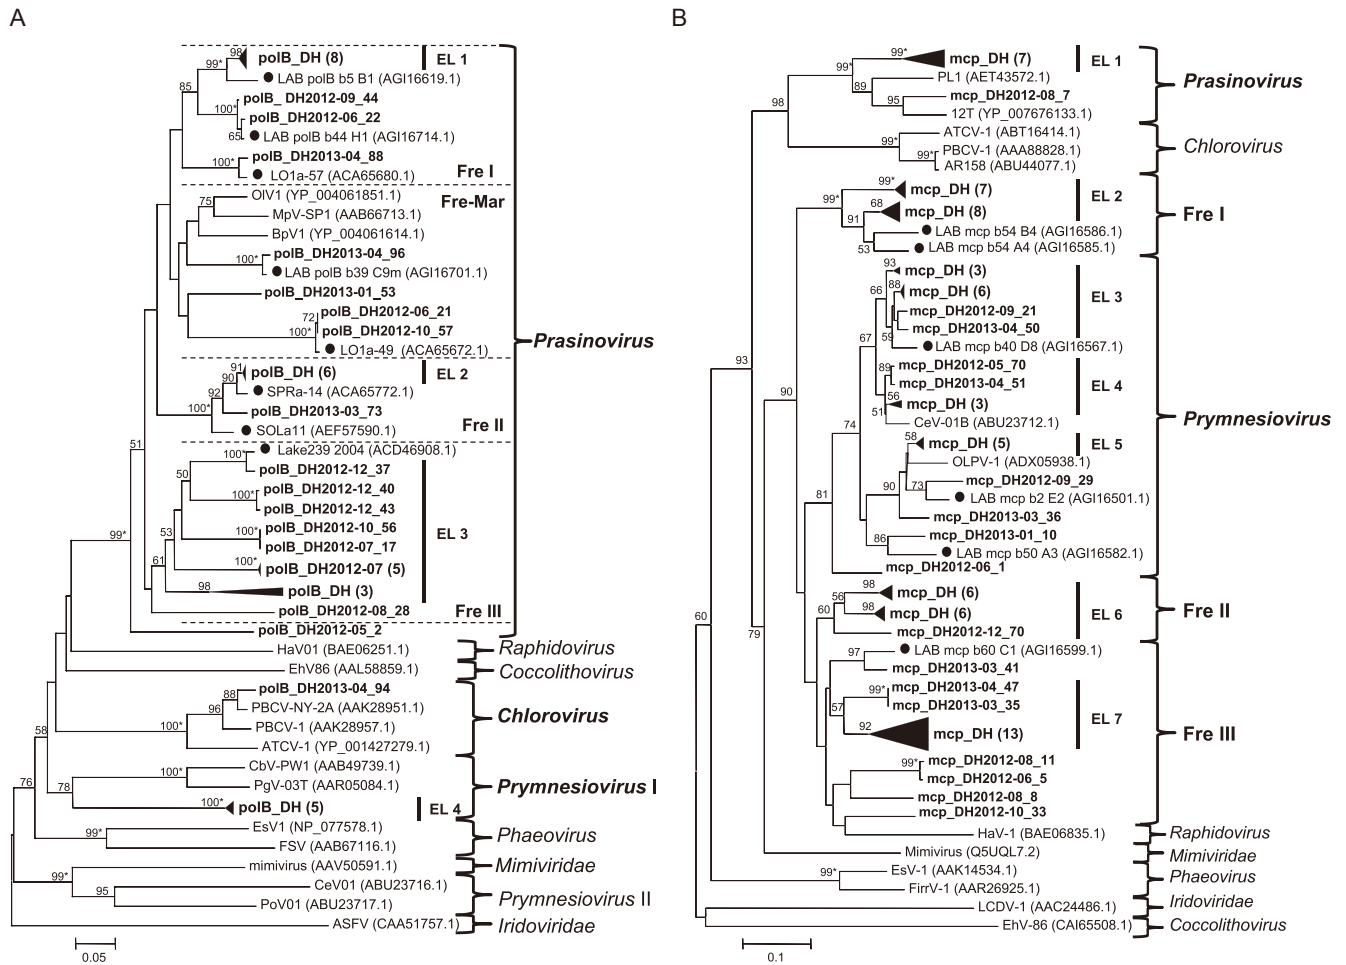 A
98
polB_DH (8)
EL 1
99*
LAB polB b5 B1 (AGI16619.1)
85
polB_ DH2012-09_44
100*
polB_DH2012-06_22
65
LAB polB b44 H1 (AGI16714.1)
polB_DH2013-04_88
100*
LO1a-57 (ACA65680.1)
Fre I
OlV1 (YP_004061851.1)
Fre-Mar
75
MpV-SP1 (AAB66713.1)
BpV1 (YP_004061614.1)
polB_DH2013-04_96
100*
LAB polB b39 C9m (AGI16701.1)
polB_DH2013-01_53
polB_DH2012-06_21
72
polB_DH2012-10_57
100*
LO1a-49 (ACA65672.1)
Prasinovirus
91
polB_DH (6)
EL 2
90
SPRa-14 (ACA65772.1)
92
polB_DH2013-03_73
100*
SOLa11 (AEF57590.1)
Fre II
51
Lake239 2004 (ACD46908.1)
100*
polB_DH2012-12_37
50
polB_DH2012-12_40
100*
polB_DH2012-12_43
polB_DH2012-10_56
100*
53
99*
EL 3
polB_DH2012-07_17
61
100*
polB_DH2012-07 (5)
98
polB_DH (3)
polB_DH2012-08_28
Fre III
polB_DH2012-05_2
HaV01 (BAE06251.1)
Raphidovirus
EhV86 (AAL58859.1)
Coccolithovirus
polB_DH2013-04_94
88
PBCV-NY-2A (AAK28951.1)
96
Chlorovirus
PBCV-1 (AAK28957.1)
100*
58
ATCV-1 (YP_001427279.1)
CbV-PW1 (AAB49739.1)
100*
76
78
PgV-03T (AAR05084.1)
Prymnesiovirus I
100*
polB_DH (5)
EL 4
EsV1 (NP_077578.1)
99*
Phaeovirus
FSV (AAB67116.1)
mimivirus (AAV50591.1)
Mimiviridae
99*
CeV01 (ABU23716.1)
95
Prymnesiovirus II
PoV01 (ABU23717.1)
ASFV (CAA51757.1)
Iridoviridae
0.05
B
99*
mcp_DH (7)
EL 1
99*
PL1 (AET43572.1)
89
Prasinovirus
mcp_DH2012-08_7
95
98
12T (YP_007676133.1)
ATCV-1 (ABT16414.1)
99*
PBCV-1 (AAA88828.1)
Chlorovirus
99*
AR158 (ABU44077.1)
99*
mcp_DH (7)
EL 2
99*
68
mcp_DH (8)
Fre I
91
LAB mcp b54 B4 (AGI16586.1)
53
LAB mcp b54 A4 (AGI16585.1)
93
mcp_DH (3)
88
mcp_DH (6)
EL 3
66
mcp_DH2012-09_21
mcp_DH2013-04_50
59
67
LAB mcp b40 D8 (AGI16567.1)
93
mcp_DH2012-05_70
89
mcp_DH2013-04_51
EL 4
90
56
mcp_DH (3)
51
CeV-01B (ABU23712.1)
Prymnesiovirus
74
58
mcp_DH (5)
EL 5
OLPV-1 (ADX05938.1)
mcp_DH2012-09_29
90
73
LAB mcp b2 E2 (AGI16501.1)
81
mcp_DH2013-03_36
mcp_DH2013-01_10
86
LAB mcp b50 A3 (AGI16582.1)
mcp_DH2012-06_1
98
mcp_DH (6)
56
EL 6
Fre II
60
98
mcp_DH (6)
60
79
mcp_DH2012-12_70
LAB mcp b60 C1 (AGI16599.1)
97
mcp_DH2013-03_41
99*
mcp_DH2013-04_47
57
mcp_DH2013-03_35
EL 7
92
mcp_DH (13)
Fre III
mcp_DH2012-08_11
99*
mcp_DH2012-06_5
mcp_DH2012-08_8
mcp_DH2012-10_33
HaV-1 (BAE06835.1)
Raphidovirus
Mimivirus (Q5UQL7.2)
Mimiviridae
EsV-1 (AAK14534.1)
99*
Phaeovirus
FirrV-1 (AAR26925.1)
LCDV-1 (AAC24486.1)
Iridoviridae
EhV-86 (CAI65508.1)
Coccolithovirus
0.1